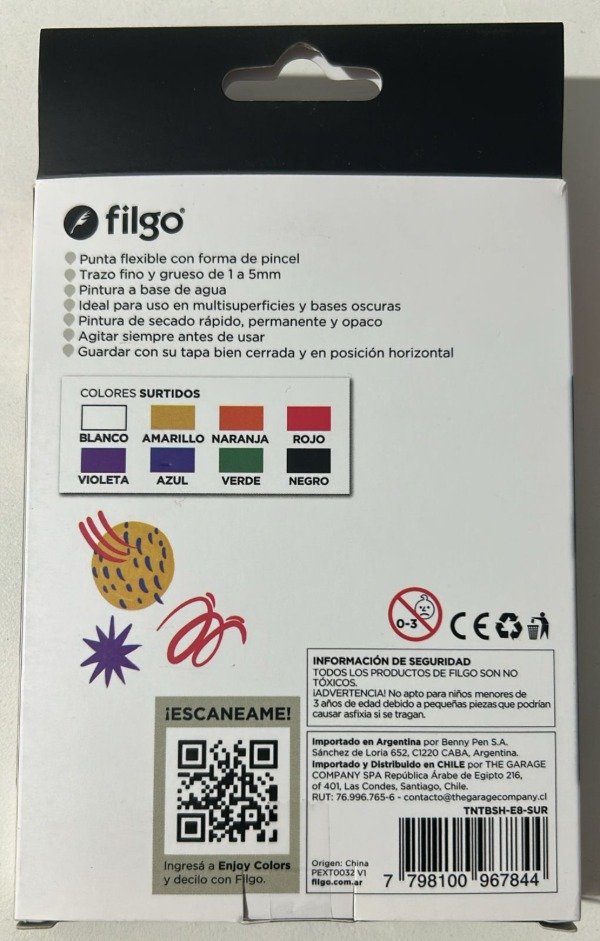 filgo
Punta flexible con forma de pincel
Trazo fino y grueso de 1 a 5mm
Pintura a base de agua
Ideal para uso en multisuperficies y bases oscuras
Pintura de secado rápido, permanente y opaco
Agitar siempre antes de usar
Guardar con su tapa bien cerrada y en posición horizontal
COLORES SURTIDOS
BLANCO AMARILLO NARANJA ROJO
VIOLETA AZUL VERDE NEGRO
0-3 CE
INFORMACIÓN DE SEGURIDAD
TODOS LOS PRODUCTOS DE FILGO SON NO
TÓXICOS.
¡ADVERTENCIA! No apto para niños menores de
3 años de edad debido a pequeñas piezas que podrían
causar asfixia si se tragan.
¡ESCANEAME!
Ingresá a Enjoy Colors
y decilo con Filgo.
Importado en Argentina por Benny Pen S.A.
Sánchez de Loria 652, C1220 CABA, Argentina.
Importado y Distribuido en CHILE por THE GARAGE
COMPANY SPA República Árabe de Egipto 216,
of 401, Las Condes, Santiago, Chile.
RUT: 76.996.765-6 - contacto@thegaragecompany.cl
TNTBSH-E8-SUR
Origen: China
PEXT0032 V1
filgo.com.ar
7 798100 967844